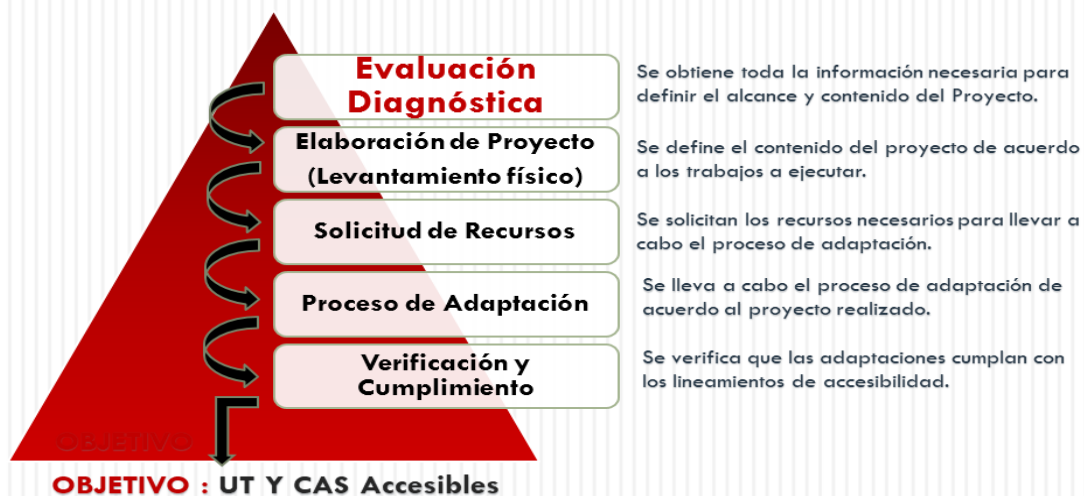 Evaluación
Diagnóstica
Se obtiene toda la información necesaria para
definir el alcance y contenido del Proyecto.
Elaboración de Proyecto
(Levantamiento físico)
Se define el contenido del proyecto de acuerdo
a los trabajos a ejecutar.
Solicitud de Recursos
Se solicitan los recursos necesarios para llevar a
cabo el proceso de adaptación.
Proceso de Adaptación
Se lleva a cabo el proceso de adaptación de
acuerdo al proyecto realizado.
Verificación y
Cumplimiento
Se verifica que las adaptaciones cumplan con
los lineamientos de accesibilidad.
OBJETIVO
OBJETIVO : UT Y CAS Accesibles